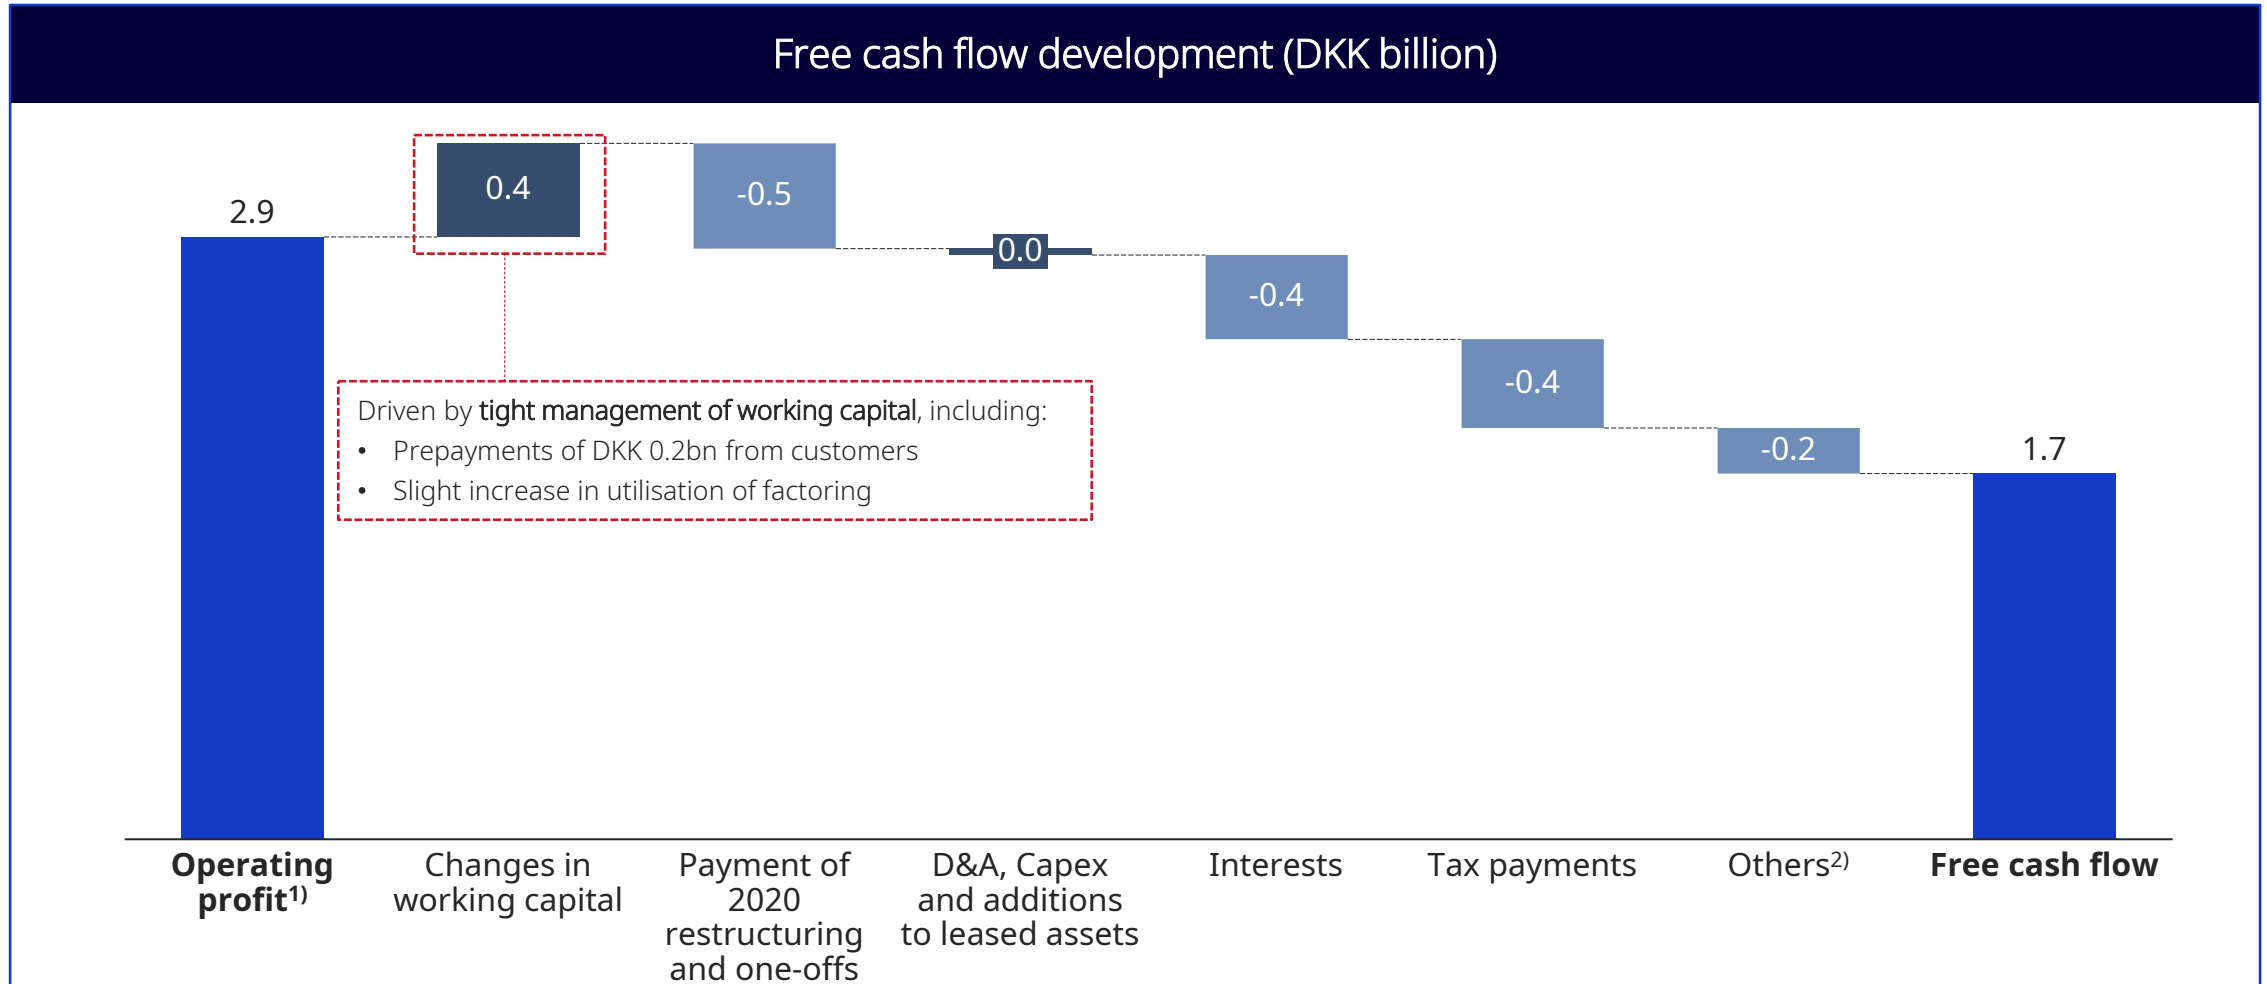 Free cash flow development (DKK billion)
2.9
0.4
-0.5
0.0
-0.4
-0.4
-0.2
1.7
Driven by tight management of working capital, including:
• Prepayments of DKK 0.2bn from customers
• Slight increase in utilisation of factoring
Operating
profit1)
Changes in
working capital
Payment of
2020
restructuring
and one-offs
D&A, Capex
and additions
to leased assets
Interests
Tax payments
Others2)
Free cash flow